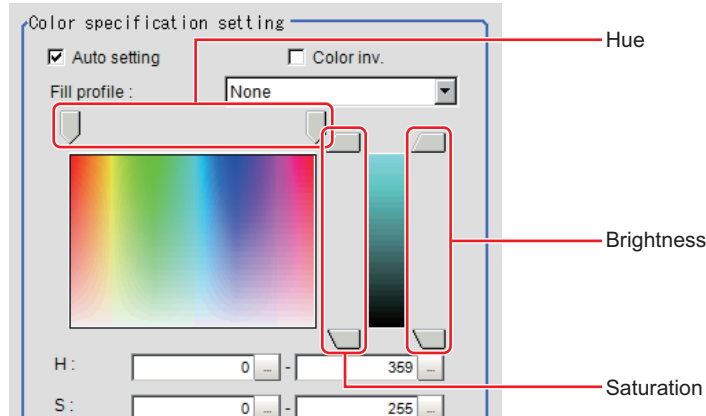 Color specification setting
Hue
Auto setting
Color inv.
Fill profile :
None
Brightness
H:
0 ... - 359 ...
Saturation
S:
0 ... - 255 ...